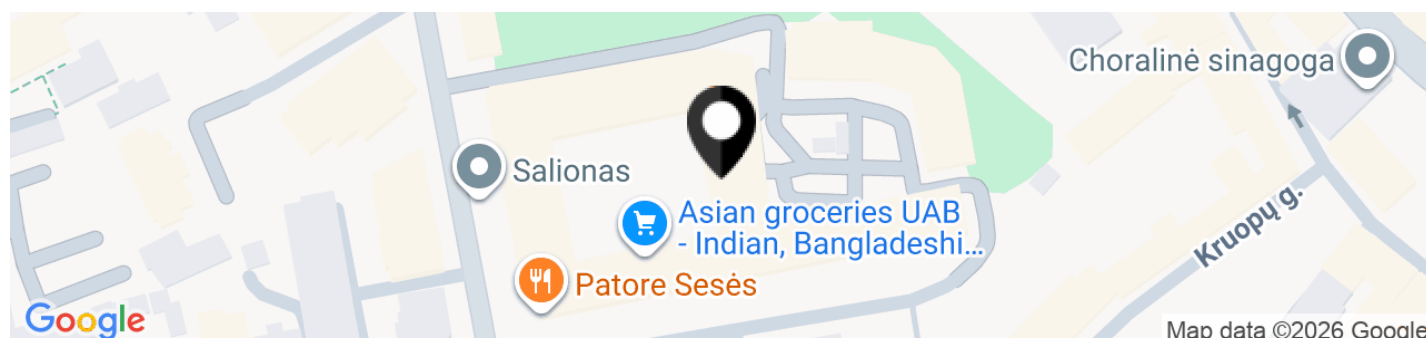 Choralinė sinagoga
Salionas
Asian groceries UAB
- Indian, Bangladeshi...
Kruopų g.
Patore Sesės
Google
Map data ©2026 Google